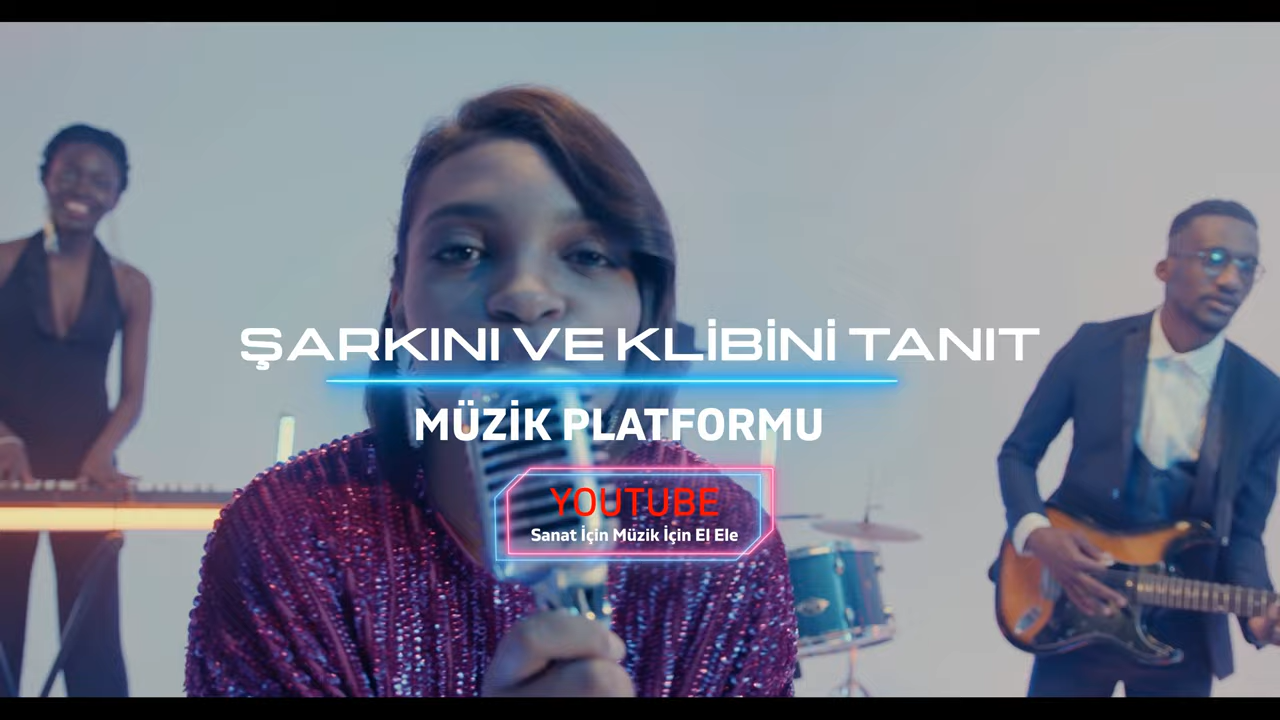 ŞARKINI VE KLİBİNİ TANIT
MÜZİK PLATFORMU
YOUTUBE
Sanat İçin Müzik İçin El Ele